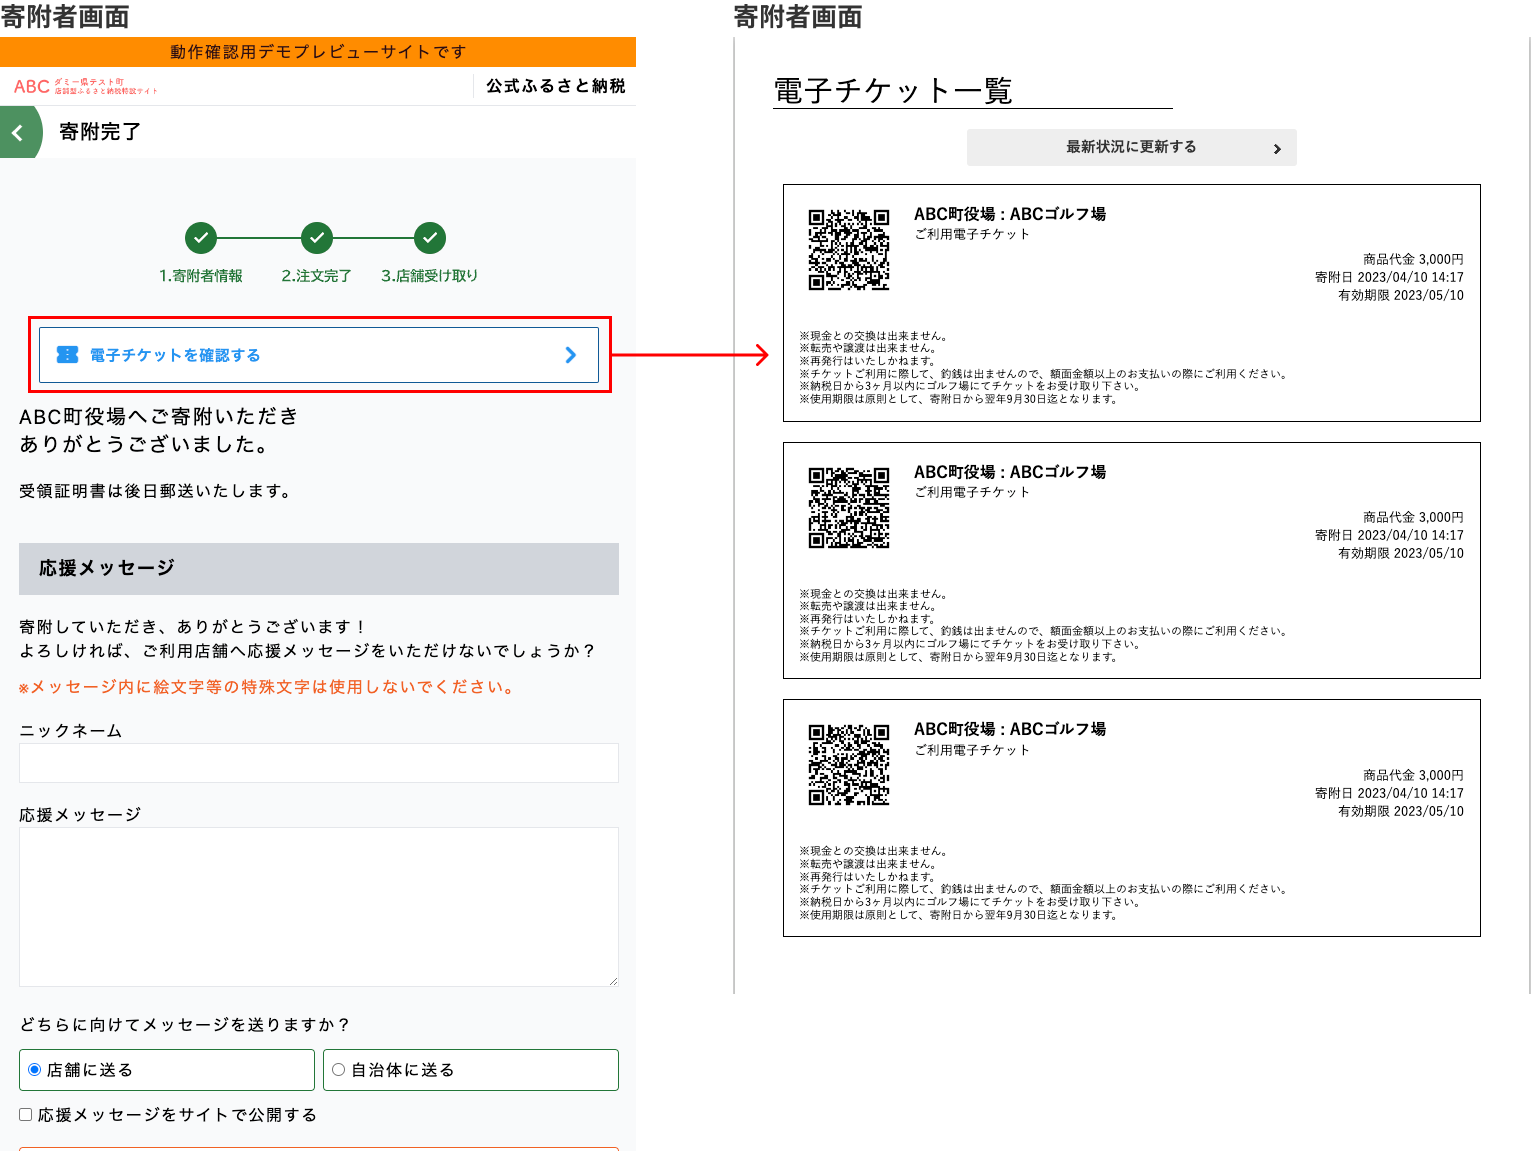 寄附者画面
動作確認用デモプレビューサイトです
ABC ダミー県テスト町
店舗型ふるさと納税特設サイト
公式ふるさと納税
寄附完了
1.寄附者情報
2.注文完了
3.店舗受け取り
電子チケットを確認する
ABC町役場へご寄附いただき
ありがとうございました。
受領証明書は後日郵送いたします。
応援メッセージ
寄附していただき、ありがとうございます！
よろしければ、ご利用店舗へ応援メッセージをいただけないでしょうか？
※メッセージ内に絵文字等の特殊文字は使用しないでください。
ニックネーム
応援メッセージ
どちらに向けてメッセージを送りますか？
店舗に送る
自治体に送る
応援メッセージをサイトで公開する
寄附者画面
電子チケット一覧
最新状況に更新する
ABC町役場 : ABCゴルフ場
ご利用電子チケット
商品代金 3,000円
寄附日 2023/04/10 14:17
有効期限 2023/05/10
※現金との交換は出来ません。
※転売や譲渡は出来ません。
※再発行はいたしかねます。
※チケットご利用に際して、釣銭は出ませんので、額面金額以上のお支払いの際にご利用ください。
※納税日から3ヶ月以内にゴルフ場にてチケットをお受け取り下さい。
※使用期限は原則として、寄附日から翌年9月30日迄となります。
ABC町役場 : ABCゴルフ場
ご利用電子チケット
商品代金 3,000円
寄附日 2023/04/10 14:17
有効期限 2023/05/10
※現金との交換は出来ません。
※転売や譲渡は出来ません。
※再発行はいたしかねます。
※チケットご利用に際して、釣銭は出ませんので、額面金額以上のお支払いの際にご利用ください。
※納税日から3ヶ月以内にゴルフ場にてチケットをお受け取り下さい。
※使用期限は原則として、寄附日から翌年9月30日迄となります。
ABC町役場 : ABCゴルフ場
ご利用電子チケット
商品代金 3,000円
寄附日 2023/04/10 14:17
有効期限 2023/05/10
※現金との交換は出来ません。
※転売や譲渡は出来ません。
※再発行はいたしかねます。
※チケットご利用に際して、釣銭は出ませんので、額面金額以上のお支払いの際にご利用ください。
※納税日から3ヶ月以内にゴルフ場にてチケットをお受け取り下さい。
※使用期限は原則として、寄附日から翌年9月30日迄となります。